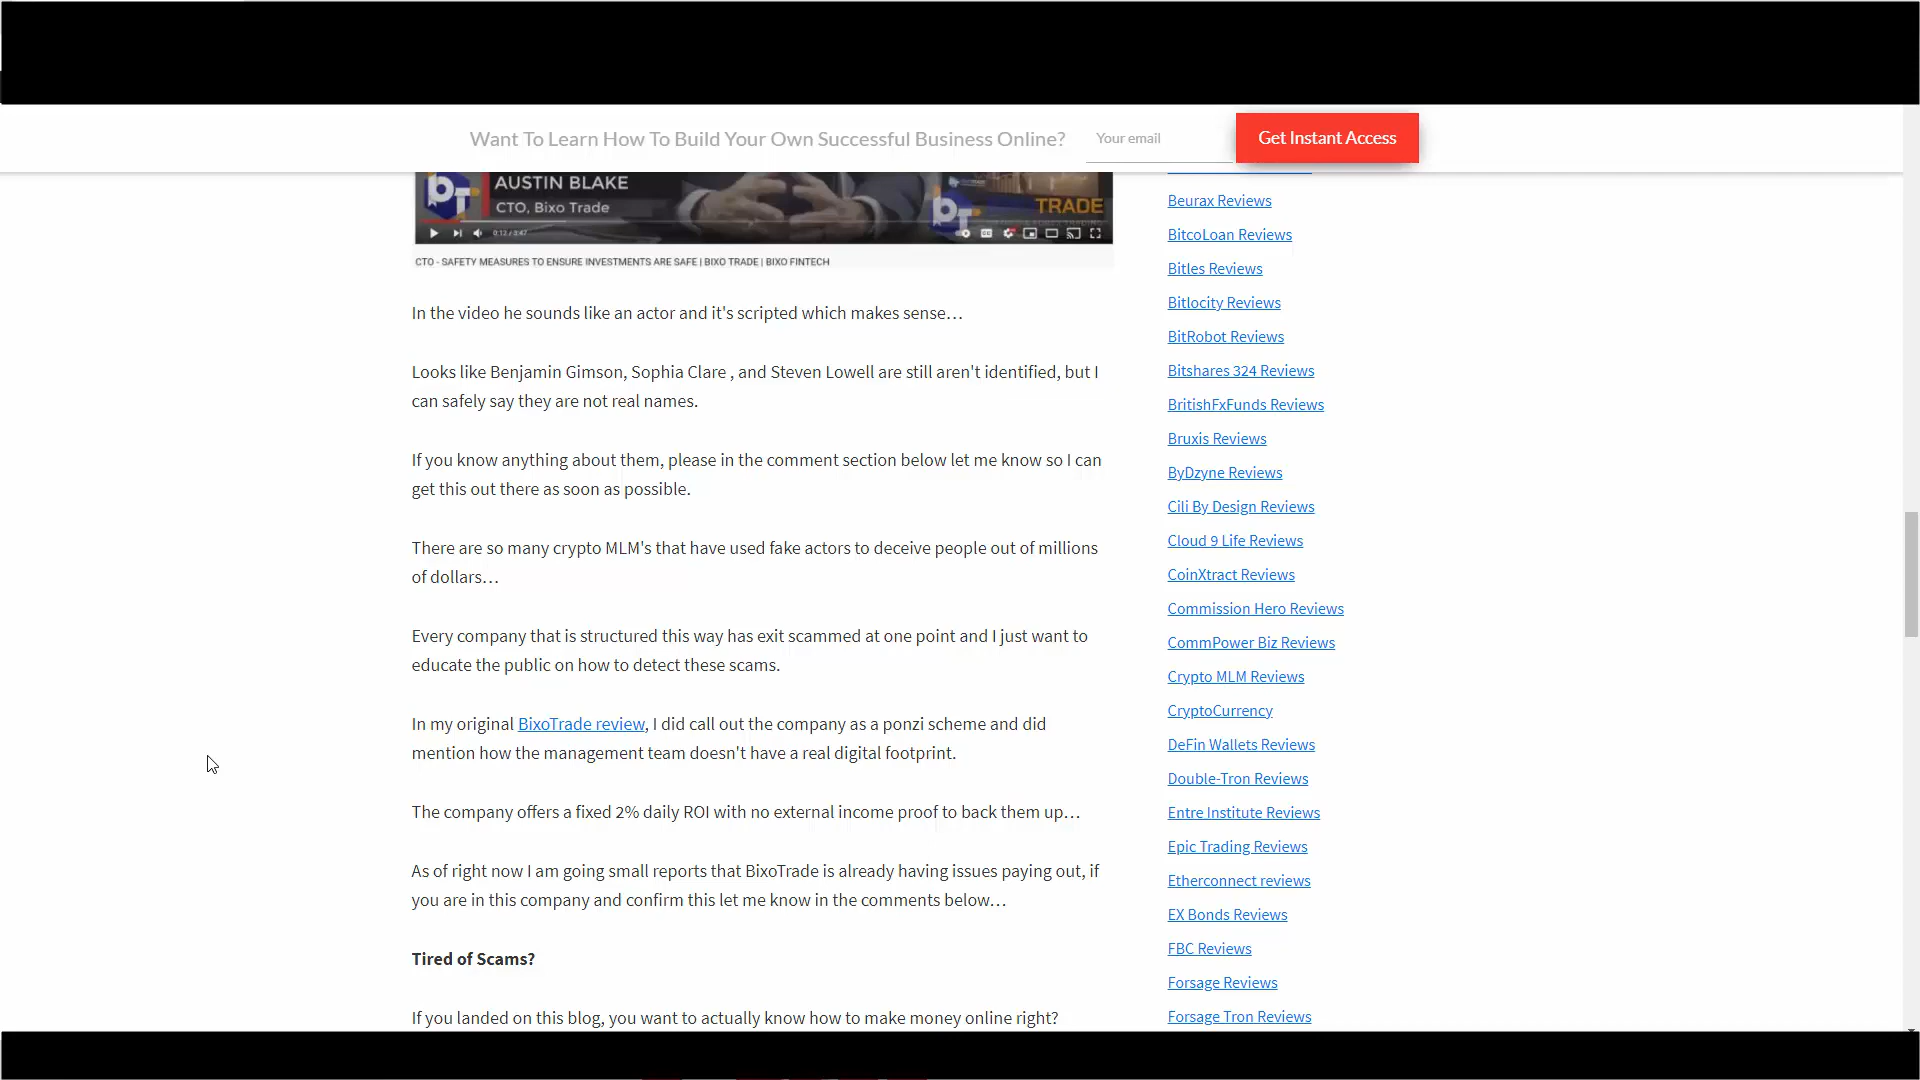 Want To Learn How To Build Your Own Successful Business Online?
Your email
Get Instant Access
AUSTIN BLAKE
CTO, Bixo Trade
TRADE
0:12 / 3:47
CTO - SAFETY MEASURES TO ENSURE INVESTMENTS ARE SAFE | BIXO TRADE | BIXO FINTECH
In the video he sounds like an actor and it's scripted which makes sense…
Looks like Benjamin Gimson, Sophia Clare , and Steven Lowell are still aren't identified, but I
can safely say they are not real names.
If you know anything about them, please in the comment section below let me know so I can
get this out there as soon as possible.
There are so many crypto MLM's that have used fake actors to deceive people out of millions
of dollars…
Every company that is structured this way has exit scammed at one point and I just want to
educate the public on how to detect these scams.
In my original BixoTrade review, I did call out the company as a ponzi scheme and did
mention how the management team doesn't have a real digital footprint.
The company offers a fixed 2% daily ROI with no external income proof to back them up…
As of right now I am going small reports that BixoTrade is already having issues paying out, if
you are in this company and confirm this let me know in the comments below…
Tired of Scams?
If you landed on this blog, you want to actually know how to make money online right?
Beurax Reviews
BitcoLoan Reviews
Bitles Reviews
Bitlocity Reviews
BitRobot Reviews
Bitshares 324 Reviews
BritishFxFunds Reviews
Bruxis Reviews
ByDzyne Reviews
Cili By Design Reviews
Cloud 9 Life Reviews
CoinXtract Reviews
Commission Hero Reviews
CommPower Biz Reviews
Crypto MLM Reviews
CryptoCurrency
DeFin Wallets Reviews
Double-Tron Reviews
Entre Institute Reviews
Epic Trading Reviews
Etherconnect reviews
EX Bonds Reviews
FBC Reviews
Forsage Reviews
Forsage Tron Reviews